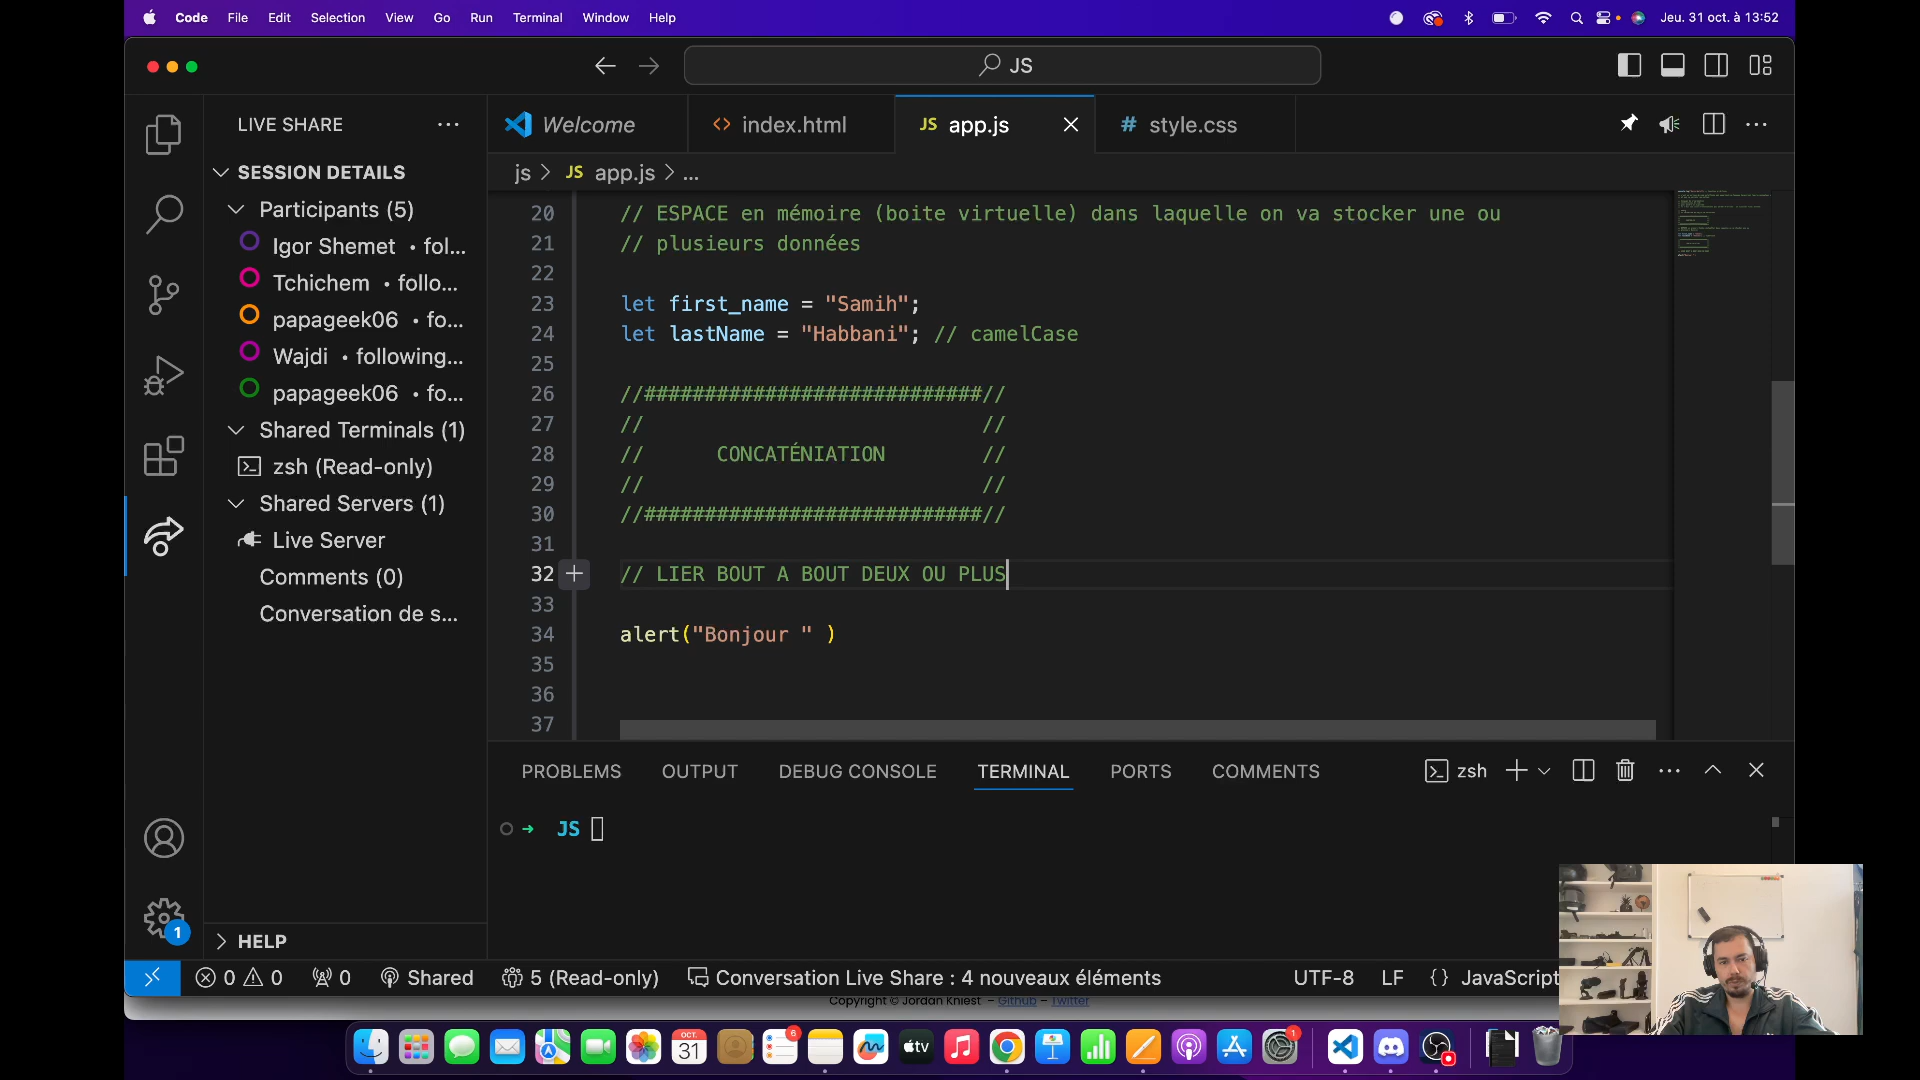 Code File Edit Selection View Go Run Terminal Window Help Jeu. 31 oct. à 13:52
JS
LIVE SHARE ...
Welcome
index.html
JS app.js
# style.css
SESSION DETAILS
js > JS app.js > ...
Participants (5)
Igor Shemet • fol...
Tchichem • follo...
papageek06 • fo...
Wajdi • following...
papageek06 • fo...
Shared Terminals (1)
zsh (Read-only)
Shared Servers (1)
Live Server
Comments (0)
Conversation de s...
HELP
20 // ESPACE en mémoire (boite virtuelle) dans laquelle on va stocker une ou
21 // plusieurs données
22
23 let first_name = "Samih";
24 let lastName = "Habbani"; // camelCase
25
26 //############################//
27 // //
28 // CONCATÉNIATION //
29 // //
30 //############################//
31
32 // LIER BOUT A BOUT DEUX OU PLUS
33
34 alert("Bonjour " )
35
36
37
PROBLEMS OUTPUT DEBUG CONSOLE TERMINAL PORTS COMMENTS zsh
JS
1
0 0 0 Shared 5 (Read-only) Conversation Live Share : 4 nouveaux éléments UTF-8 LF {} JavaScript
Copyright © Jordan Kniest – Github – Twitter
OCT.
31
6
tv
1